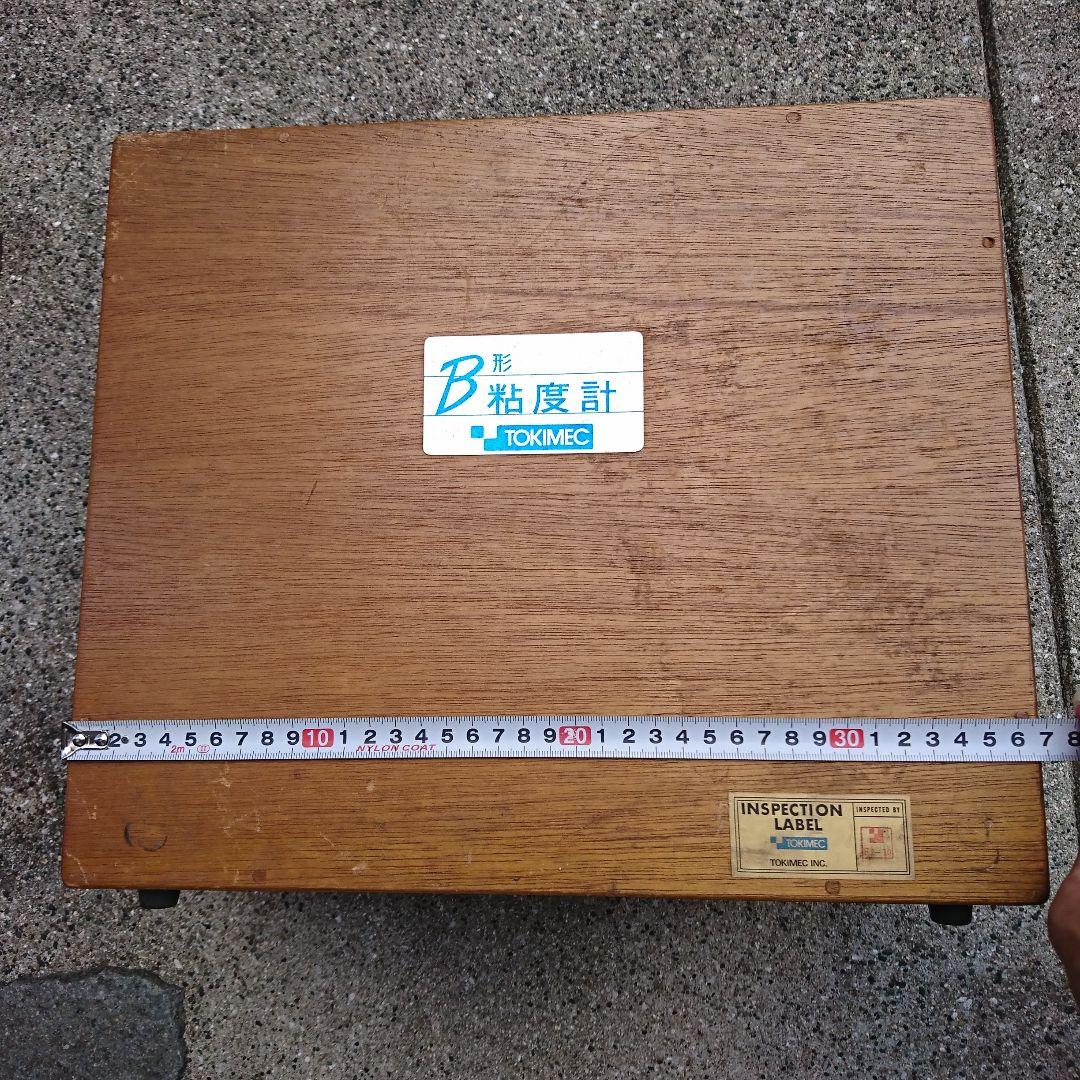 B形
粘度計
TOKIMEC
2 3 4 5 6 7 8 9 10 1 2 3 4 5 6 7 8 9 20 1 2 3 4 5 6 7 8 9 30 1 2 3 4 5 6 7 8
2m
NYLON COAT
INSPECTION
LABEL
TOKIMEC
TOKIMEC INC.
INSPECTED BY